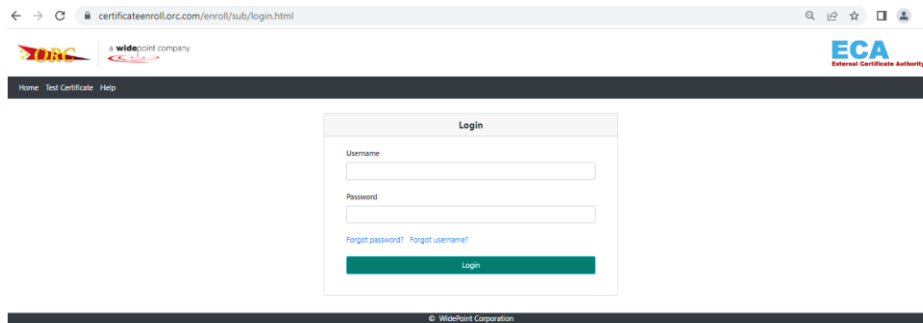 certificateenroll.orc.com/enroll/sub/login.html
ORC
a widepoint company
ECA
External Certificate Authority
Home Test Certificate Help
Login
Username
Password
Forgot password? Forgot username?
Login
© WidePoint Corporation